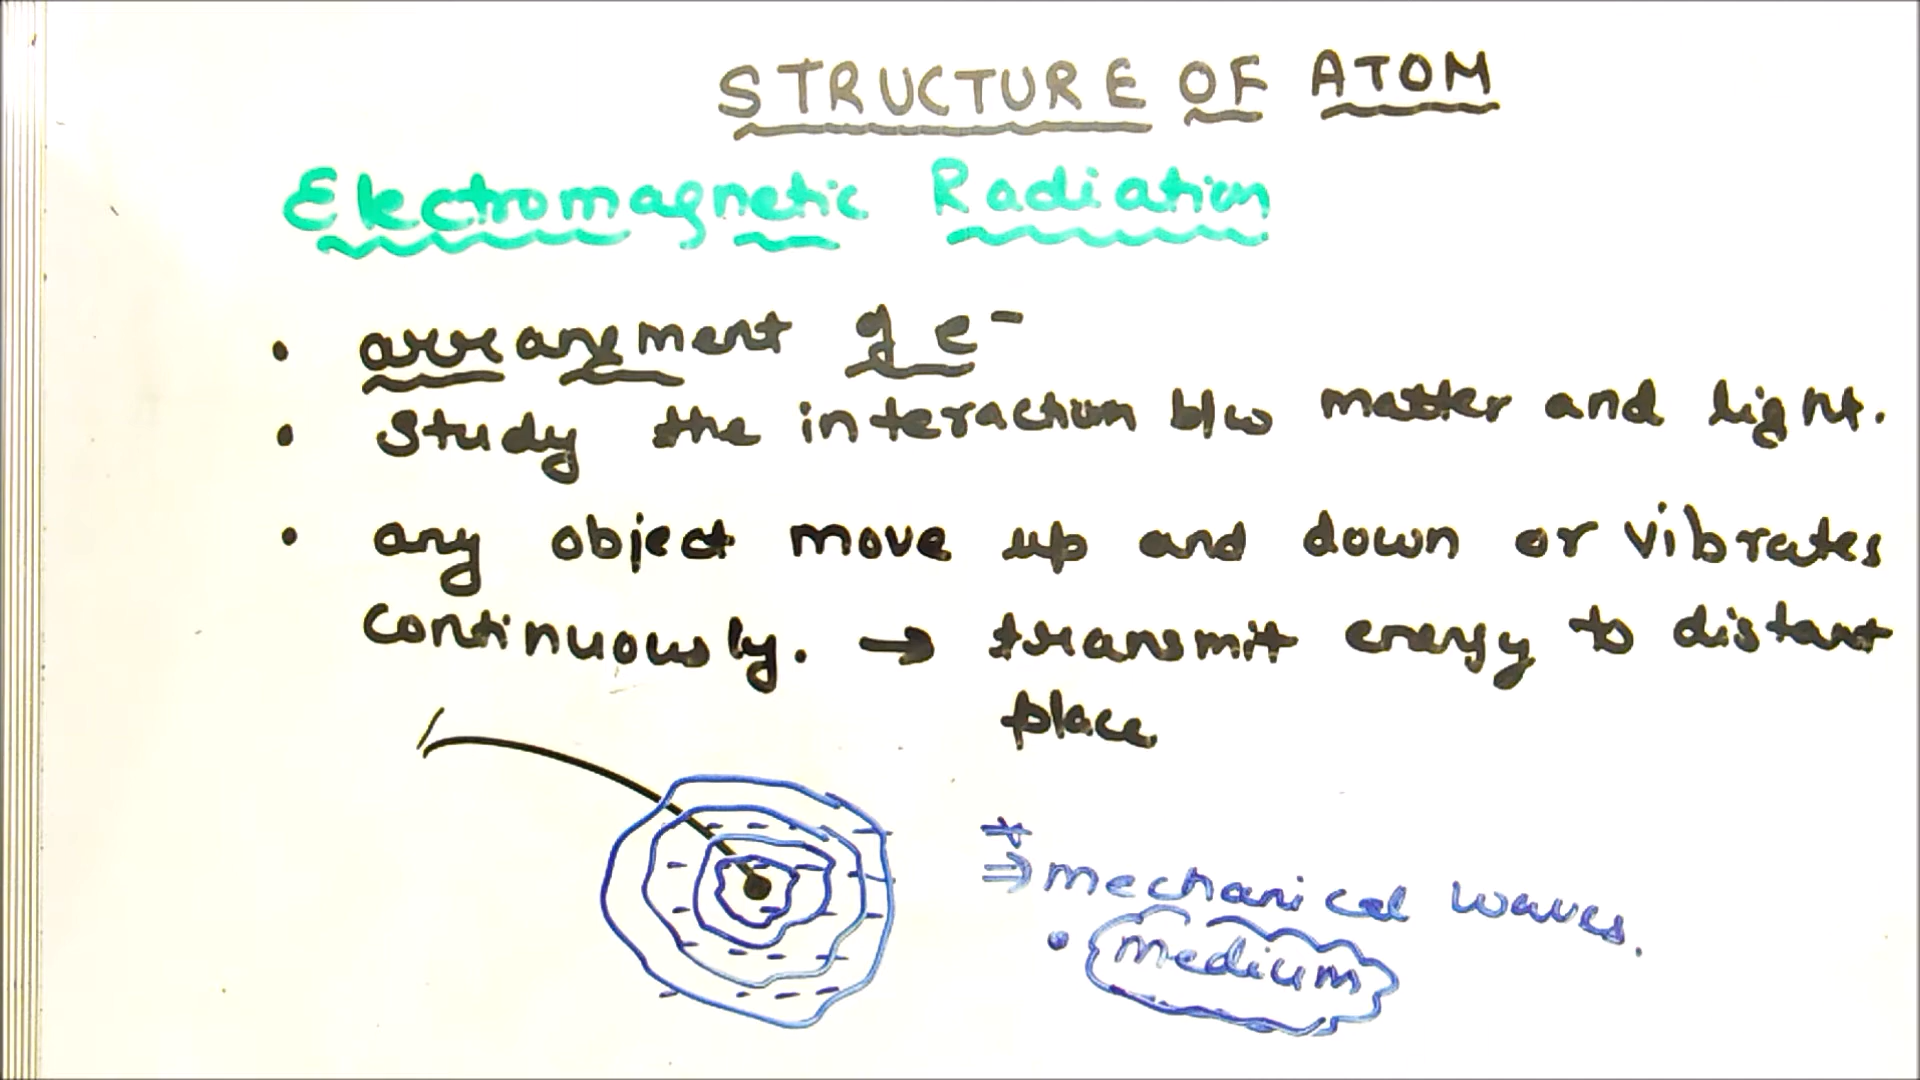 STRUCTURE OF ATOM
Electromagnetic Radiation
• arrangement of e⁻
• Study the interaction b/w matter and light.
• any object move up and down or vibrates
continuously. → transmit energy to distant
place
*
⇒ mechanical waves.
• medium